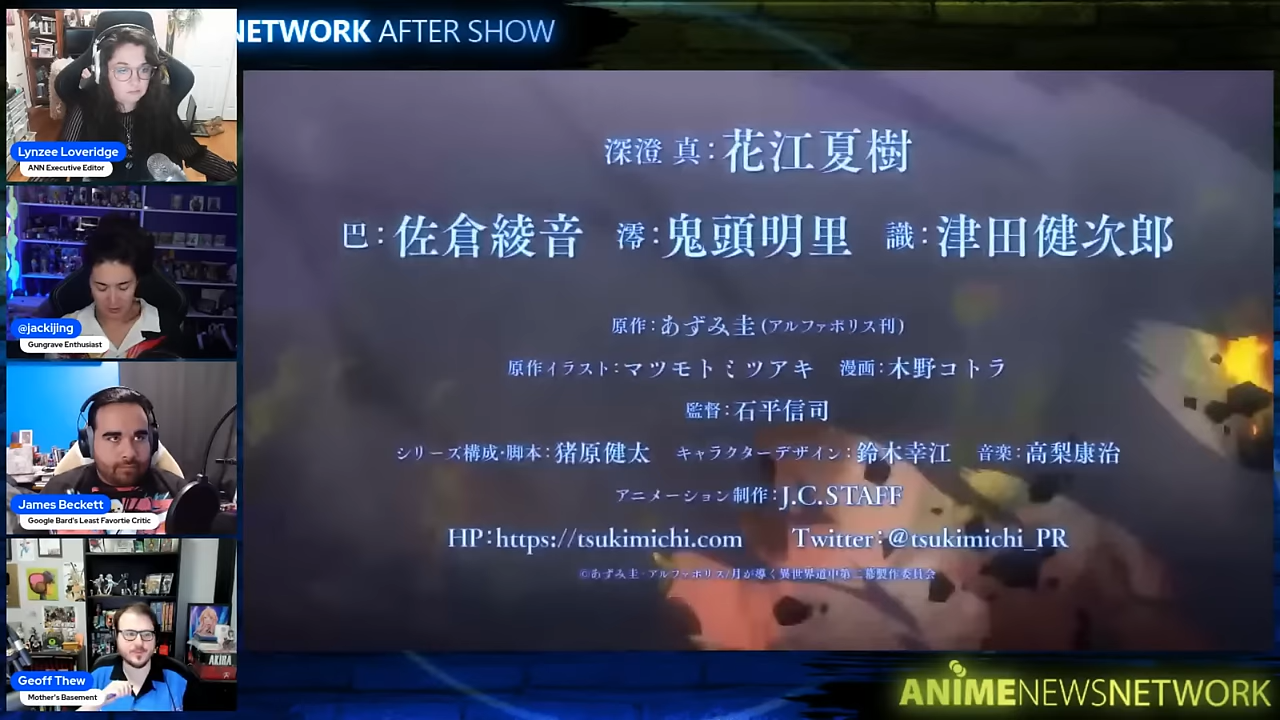 NETWORK AFTER SHOW
Lynzee Loveridge
ANN Executive Editor
@jackijing
Gungrave Enthusiast
James Beckett
Google Bard's Least Favortie Critic
Geoff Thew
Mother's Basement
深澄 真:花江夏樹
巴:佐倉綾音 澪:鬼頭明里 識:津田健次郎
原作:あずみ圭(アルファポリス刊)
原作イラスト:マツモトミツアキ 漫画:木野コトラ
監督:石平信司
シリーズ構成・脚本:猪原健太 キャラクターデザイン:鈴木幸江 音楽:高梨康治
アニメーション制作:J.C.STAFF
HP:https://tsukimichi.com Twitter:@tsukimichi_PR
©あずみ圭・アルファポリス/月が導く異世界道中第二幕製作委員会
AKIRA
ANIMENEWSNETWORK